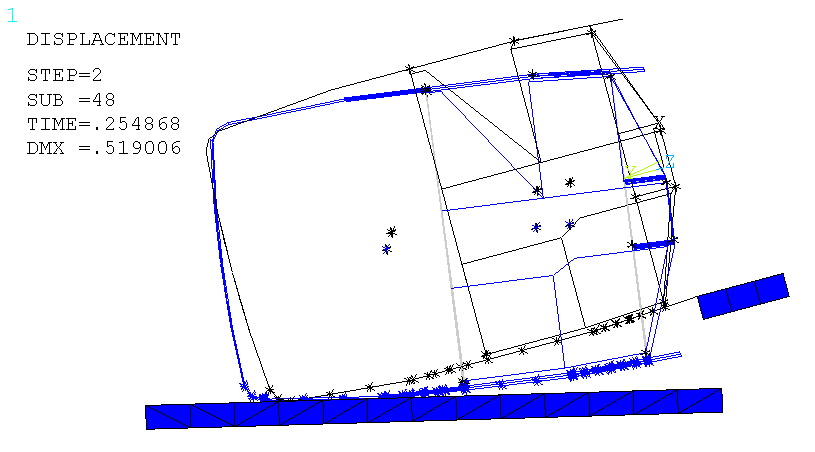 1
DISPLACEMENT
STEP=2
SUB =48
TIME=.254868
DMX =.519006
Y
Z